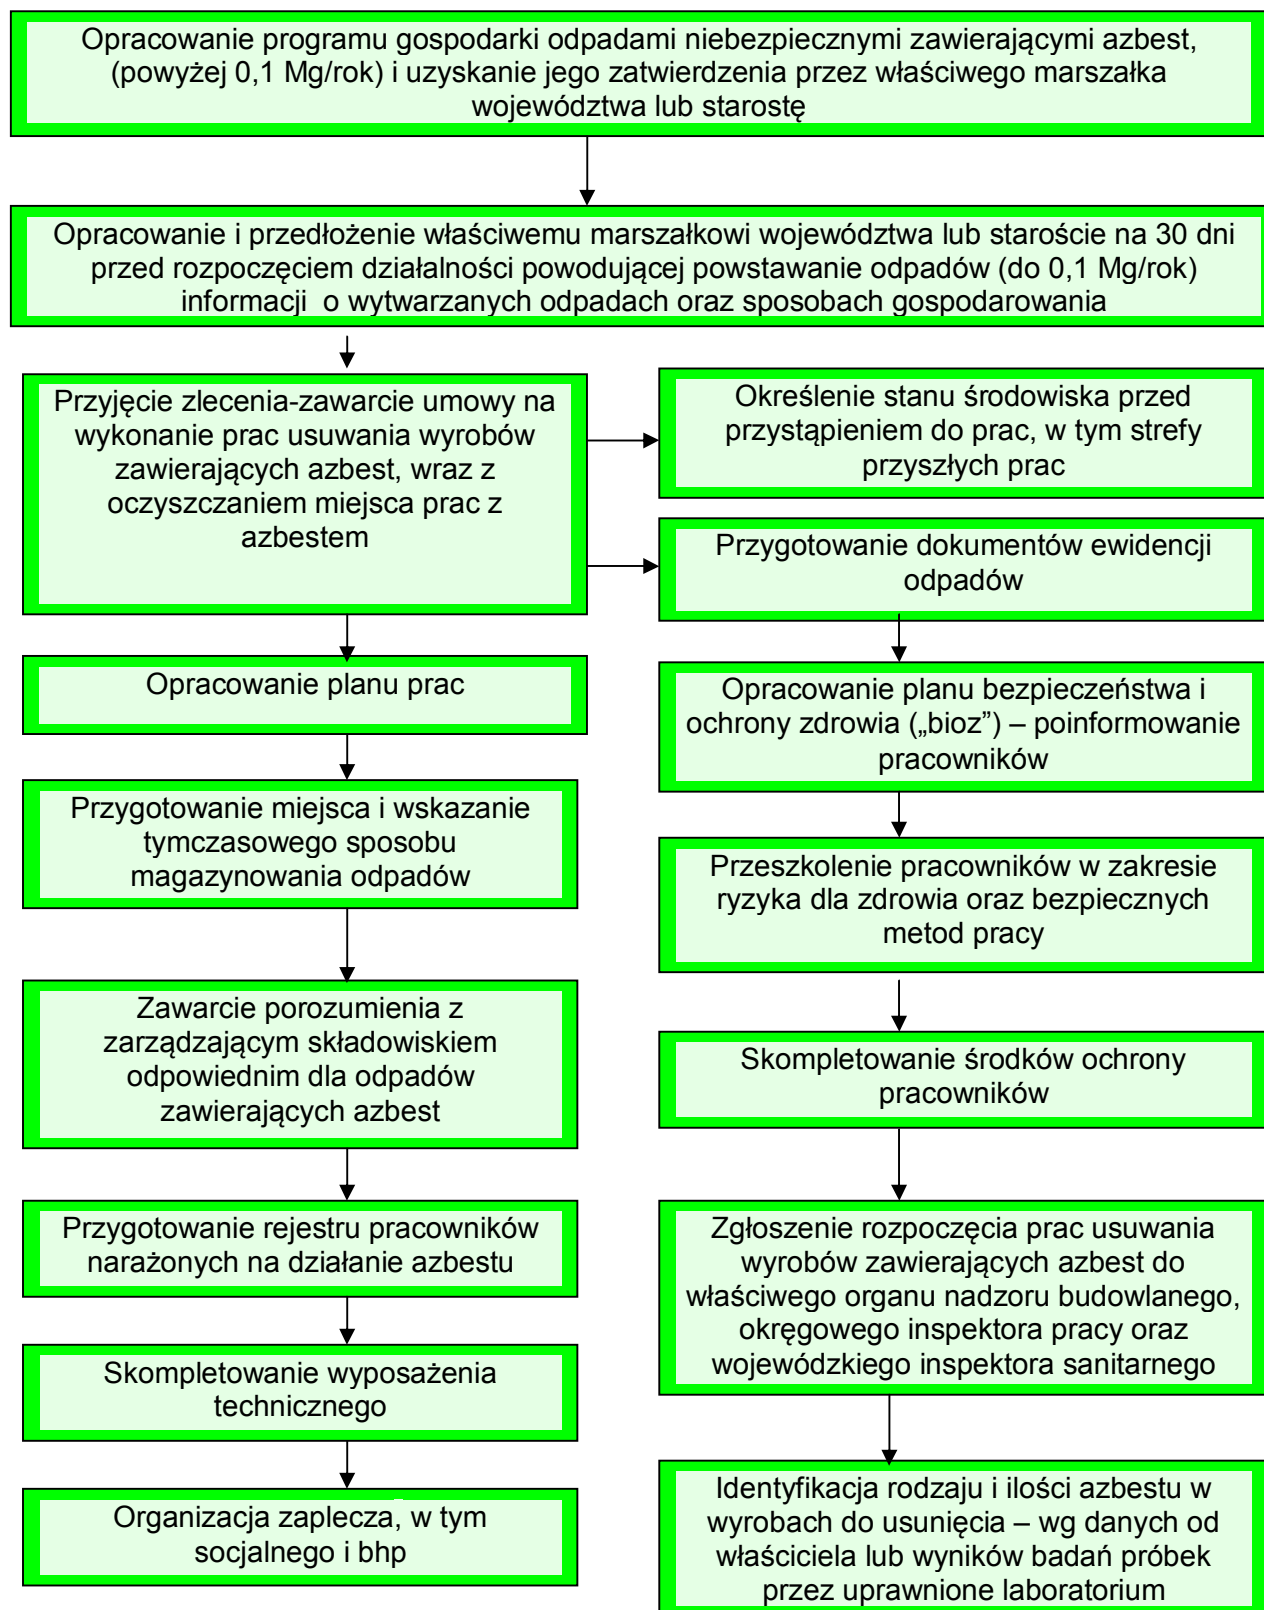 Opracowanie programu gospodarki odpadami niebezpiecznymi zawierającymi azbest,
(powyżej 0,1 Mg/rok) i uzyskanie jego zatwierdzenia przez właściwego marszałka
województwa lub starostę
Opracowanie i przedłożenie właściwemu marszałkowi województwa lub staroście na 30 dni
przed rozpoczęciem działalności powodującej powstawanie odpadów (do 0,1 Mg/rok)
informacji o wytwarzanych odpadach oraz sposobach gospodarowania
Przyjęcie zlecenia-zawarcie umowy na
wykonanie prac usuwania wyrobów
zawierających azbest, wraz z
oczyszczaniem miejsca prac z
azbestem
Określenie stanu środowiska przed
przystąpieniem do prac, w tym strefy
przyszłych prac
Przygotowanie dokumentów ewidencji
odpadów
Opracowanie planu prac
Opracowanie planu bezpieczeństwa i
ochrony zdrowia („bioz”) – poinformowanie
pracowników
Przygotowanie miejsca i wskazanie
tymczasowego sposobu
magazynowania odpadów
Przeszkolenie pracowników w zakresie
ryzyka dla zdrowia oraz bezpiecznych
metod pracy
Zawarcie porozumienia z
zarządzającym składowiskiem
odpowiednim dla odpadów
zawierających azbest
Skompletowanie środków ochrony
pracowników
Przygotowanie rejestru pracowników
narażonych na działanie azbestu
Zgłoszenie rozpoczęcia prac usuwania
wyrobów zawierających azbest do
właściwego organu nadzoru budowlanego,
okręgowego inspektora pracy oraz
wojewódzkiego inspektora sanitarnego
Skompletowanie wyposażenia
technicznego
Organizacja zaplecza, w tym
socjalnego i bhp
Identyfikacja rodzaju i ilości azbestu w
wyrobach do usunięcia – wg danych od
właściciela lub wyników badań próbek
przez uprawnione laboratorium